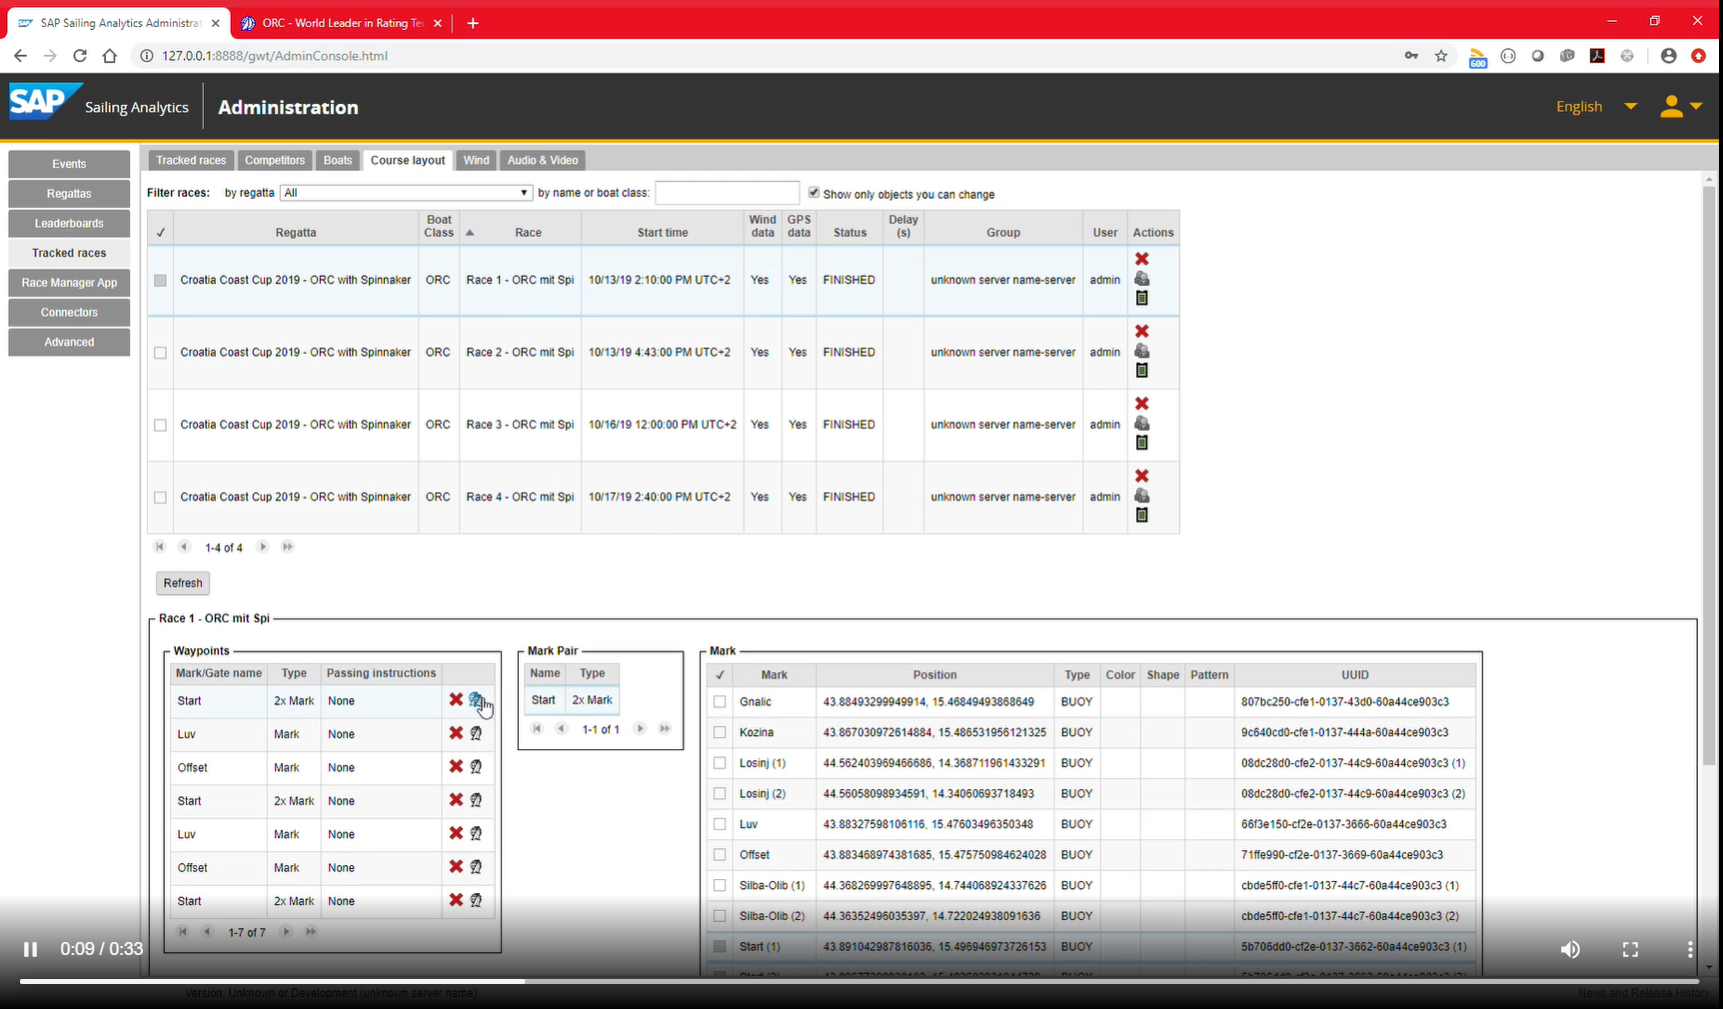 SAP Sailing Analytics Administrat
ORC - World Leader in Rating Te
127.0.0.1:8888/gwt/AdminConsole.html
600
SAP Sailing Analytics Administration
English
Events
Regattas
Leaderboards
Tracked races
Race Manager App
Connectors
Advanced
Tracked races Competitors Boats Course layout Wind Audio & Video
Filter races: by regatta All by name or boat class: Show only objects you can change
Regatta Boat Class Race Start time Wind data GPS data Status Delay (s) Group User Actions
Croatia Coast Cup 2019 - ORC with Spinnaker ORC Race 1 - ORC mit Spi 10/13/19 2:10:00 PM UTC+2 Yes Yes FINISHED unknown server name-server admin
Croatia Coast Cup 2019 - ORC with Spinnaker ORC Race 2 - ORC mit Spi 10/13/19 4:43:00 PM UTC+2 Yes Yes FINISHED unknown server name-server admin
Croatia Coast Cup 2019 - ORC with Spinnaker ORC Race 3 - ORC mit Spi 10/16/19 12:00:00 PM UTC+2 Yes Yes FINISHED unknown server name-server admin
Croatia Coast Cup 2019 - ORC with Spinnaker ORC Race 4 - ORC mit Spi 10/17/19 2:40:00 PM UTC+2 Yes Yes FINISHED unknown server name-server admin
1-4 of 4
Refresh
Race 1 - ORC mit Spi
Waypoints
Mark/Gate name Type Passing instructions
Start 2x Mark None
Luv Mark None
Offset Mark None
Start 2x Mark None
Luv Mark None
Offset Mark None
Start 2x Mark None
1-7 of 7
Mark Pair
Name Type
Start 2x Mark
1-1 of 1
Mark
Mark Position Type Color Shape Pattern UUID
Gnalic 43.88493299949914, 15.46849493868649 BUOY 807bc250-cfe1-0137-43d0-60a44ce903c3
Kozina 43.867030972614884, 15.486531956121325 BUOY 9c640cd0-cfe1-0137-444a-60a44ce903c3
Losinj (1) 44.562403969466686, 14.368711961433291 BUOY 08dc28d0-cfe2-0137-44c9-60a44ce903c3 (1)
Losinj (2) 44.56058098934591, 14.34060693718493 BUOY 08dc28d0-cfe2-0137-44c9-60a44ce903c3 (2)
Luv 43.88327598106116, 15.47603496350348 BUOY 66f3e150-cf2e-0137-3666-60a44ce903c3
Offset 43.883468974381685, 15.475750984624028 BUOY 71ffe990-cf2e-0137-3669-60a44ce903c3
Silba-Olib (1) 44.368269997648895, 14.744068924337626 BUOY cbde5ff0-cfe1-0137-44c7-60a44ce903c3 (1)
Silba-Olib (2) 44.36352496035397, 14.722024938091636 BUOY cbde5ff0-cfe1-0137-44c7-60a44ce903c3 (2)
Start (1) 43.891042987816036, 15.496946973726153 BUOY 5b706dd0-cf2e-0137-3662-60a44ce903c3 (1)
0:09 / 0:33
Version: Unknown or Development (unknown server name)
News and Release History